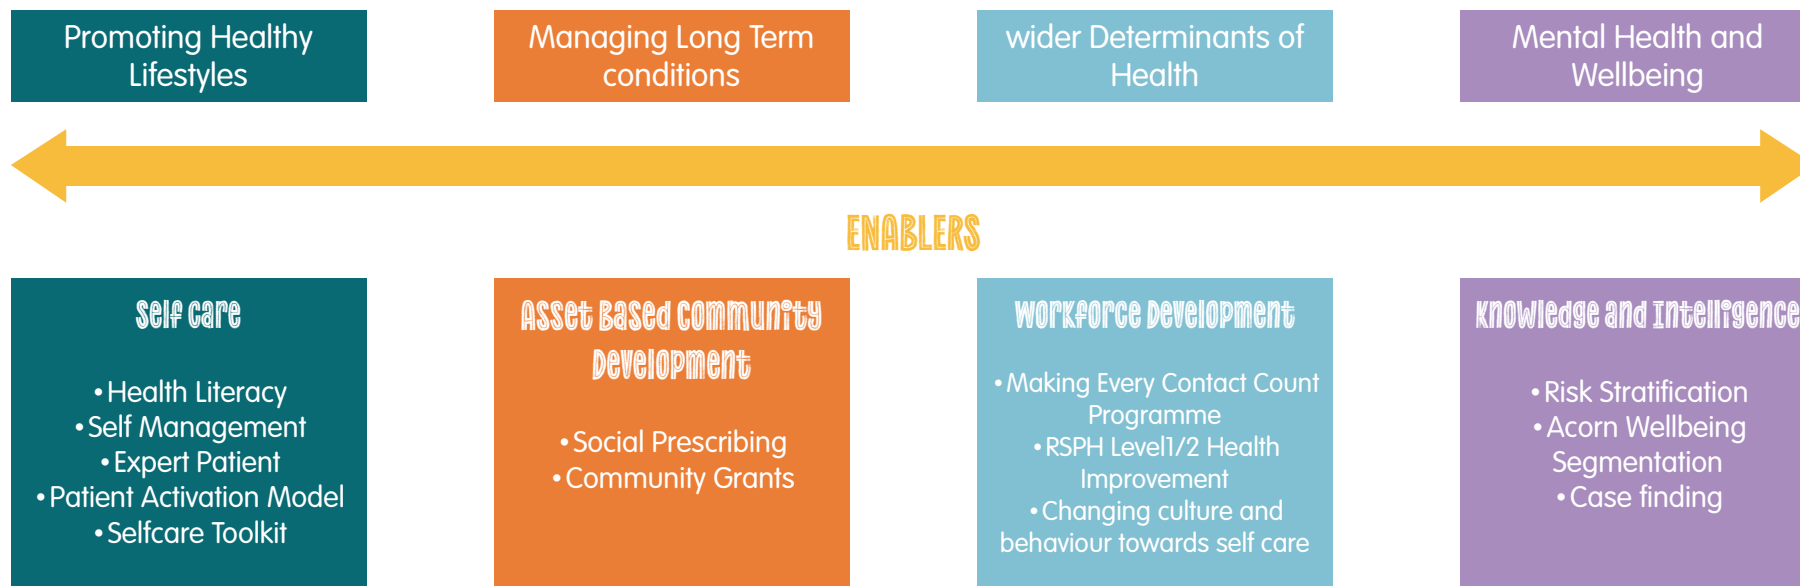 Promoting Healthy
Lifestyles
Managing Long Term
conditions
wider Determinants of
Health
Mental Health and
Wellbeing
ENABLERS
Self care
• Health Literacy
• Self Management
• Expert Patient
• Patient Activation Model
• Selfcare Toolkit
Asset Based Community
Development
• Social Prescribing
• Community Grants
Workforce Development
• Making Every Contact Count
Programme
• RSPH Level1/2 Health
Improvement
• Changing culture and
behaviour towards self care
Knowledge and Intelligence
• Risk Stratification
• Acorn Wellbeing
Segmentation
• Case finding